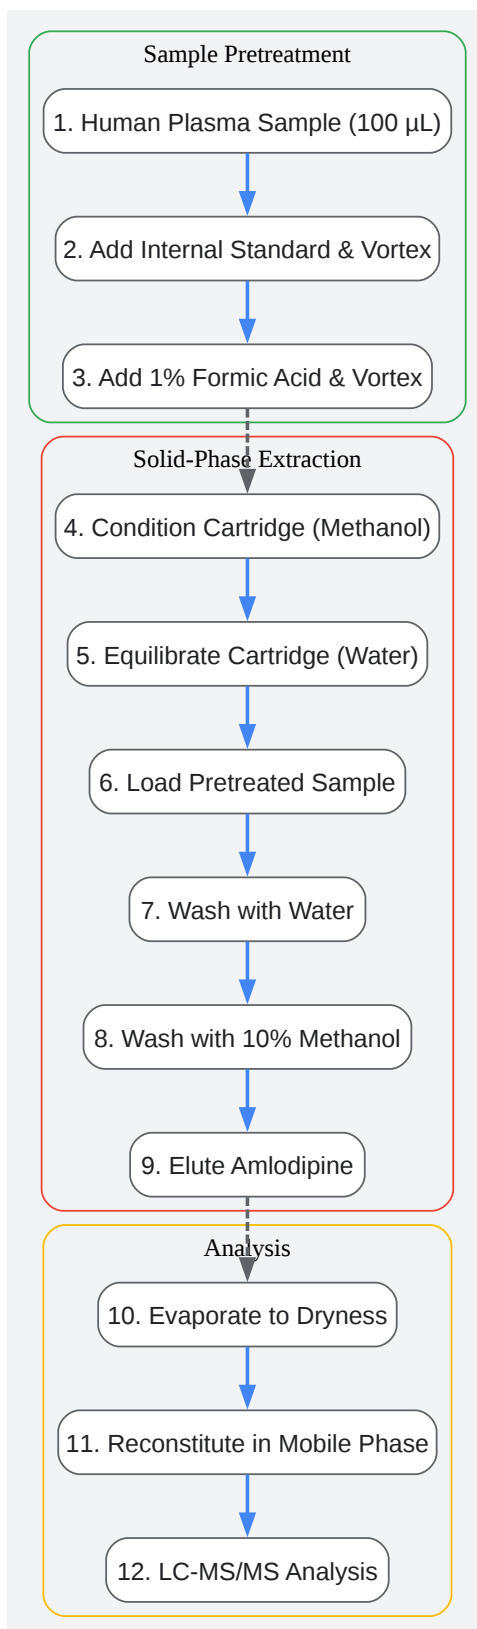 Sample Pretreatment
1. Human Plasma Sample (100 µL)
2. Add Internal Standard & Vortex
3. Add 1% Formic Acid & Vortex
Solid-Phase Extraction
4. Condition Cartridge (Methanol)
5. Equilibrate Cartridge (Water)
6. Load Pretreated Sample
7. Wash with Water
8. Wash with 10% Methanol
9. Elute Amlodipine
Analysis
10. Evaporate to Dryness
11. Reconstitute in Mobile Phase
12. LC-MS/MS Analysis